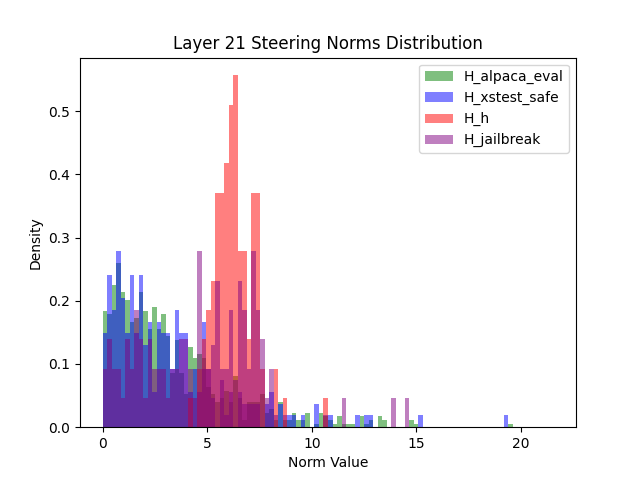 Layer 21 Steering Norms Distribution
H_alpaca_eval
H_xstest_safe
H_h
H_jailbreak
Density
0.5
0.4
0.3
0.2
0.1
0.0
0 5 10 15 20
Norm Value